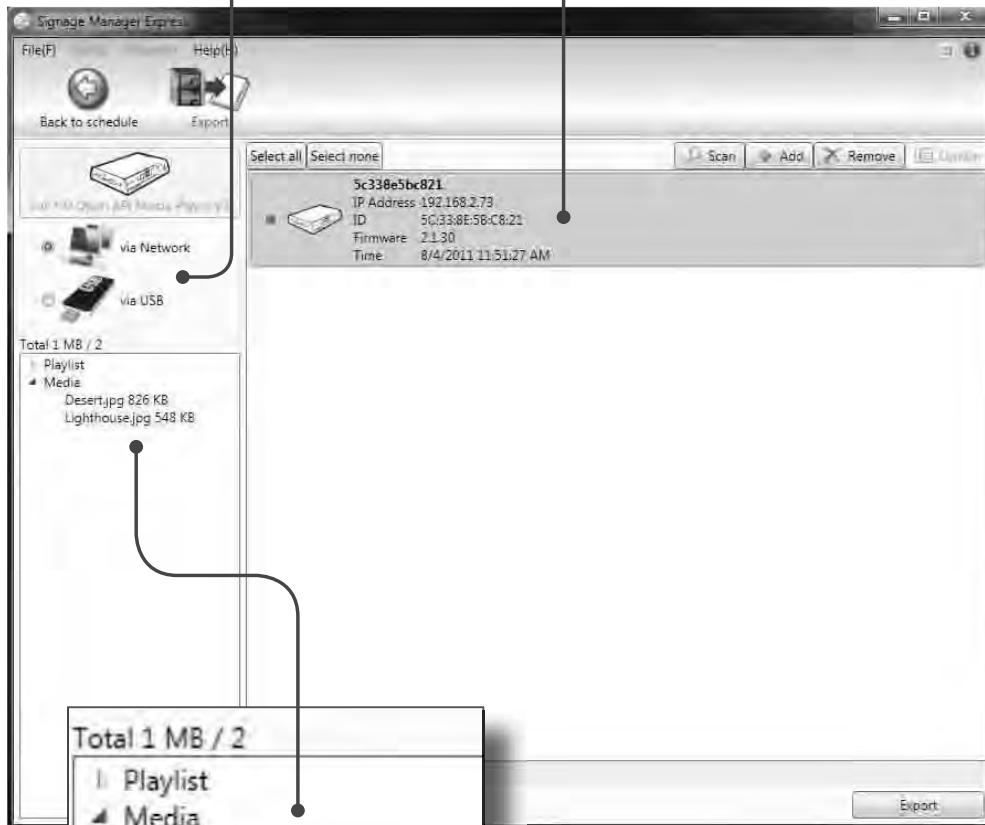 Signage Manager Express
File(F) Help(H)
Back to schedule Export
Select all Select none Scan Add Remove
5c338e5bc821
IP Address 192.168.2.73
ID 5C:33:8E:5B:C8:21
Firmware 2.1.30
Time 8/4/2011 11:51:27 AM
via Network
via USB
Total 1 MB / 2
Playlist
Media
Desert.jpg 826 KB
Lighthouse.jpg 548 KB
Total 1 MB / 2
Playlist
Media
Export